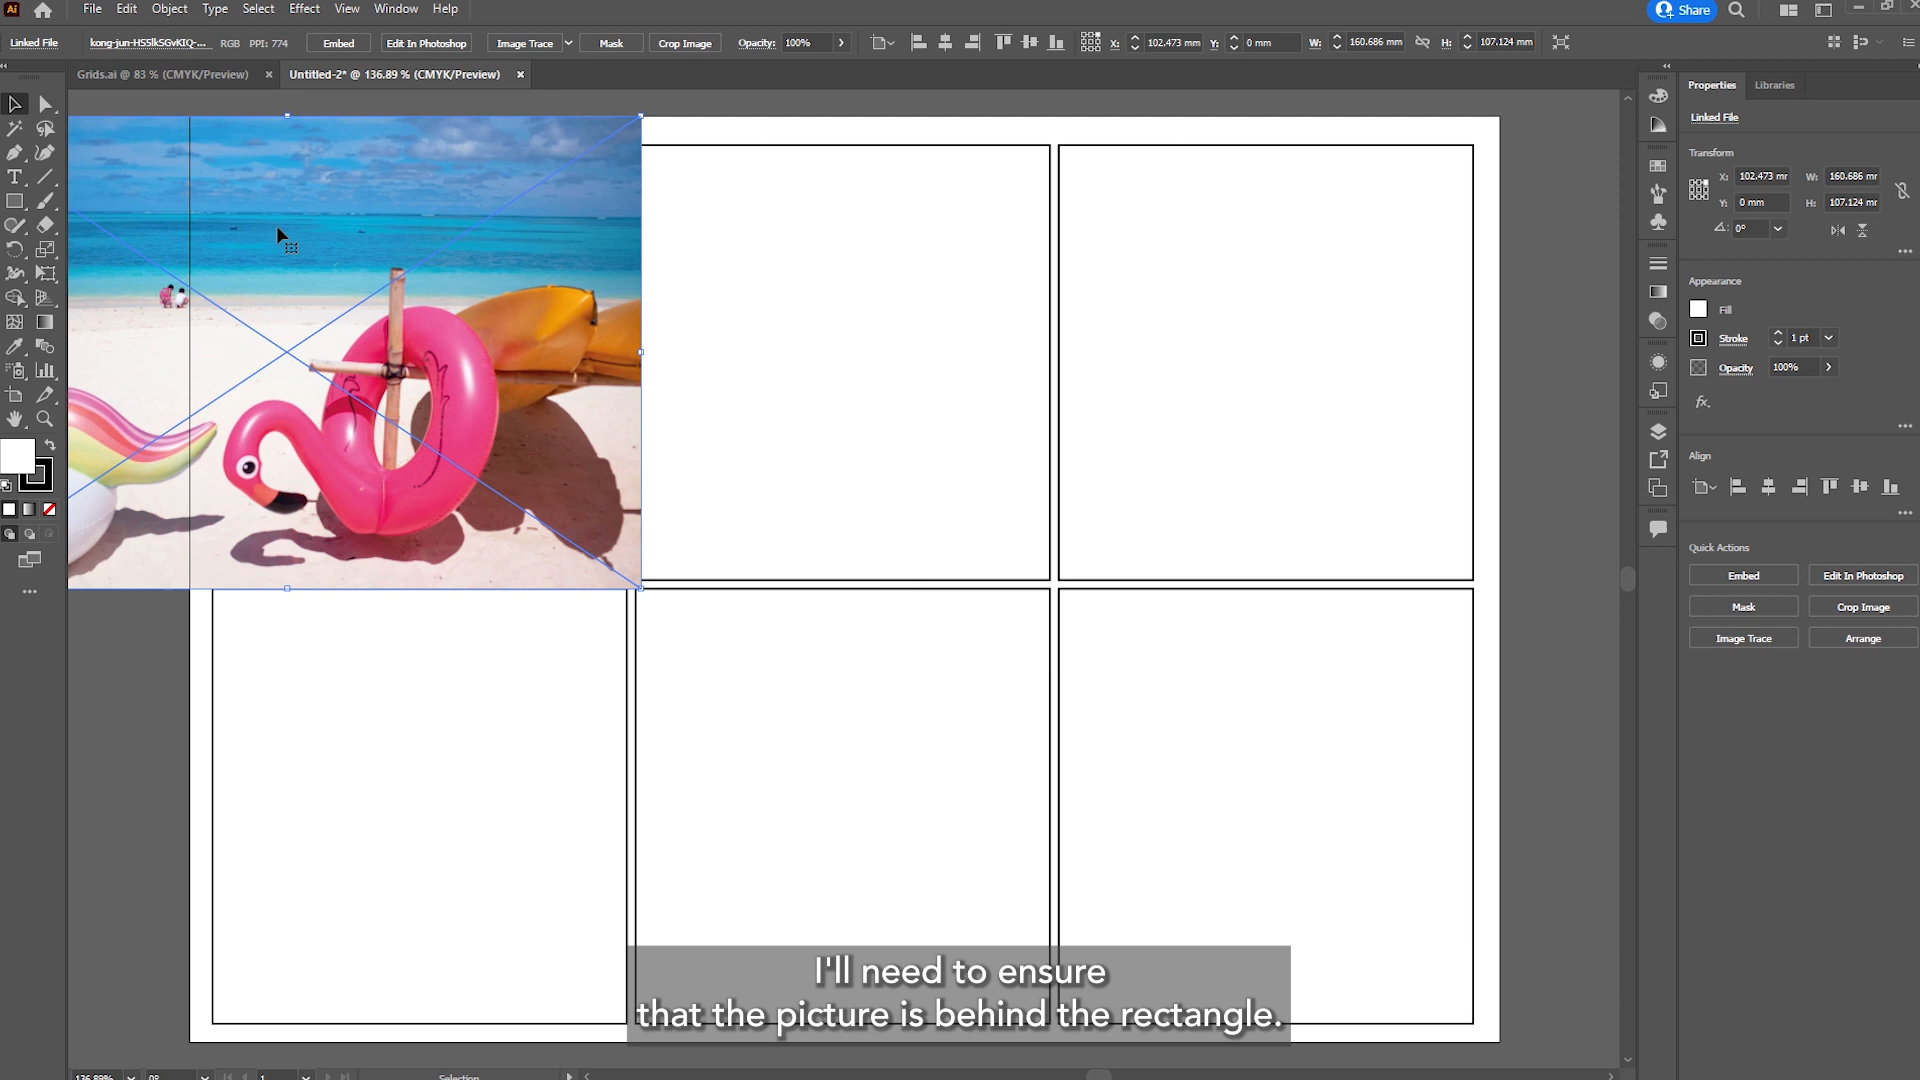 Ai File Edit Object Type Select Effect View Window Help Share
Linked File kong-jun-HS5lkSGvKIQ-... RGB PPI: 774 Embed Edit In Photoshop Image Trace Mask Crop Image Opacity: 100% X: 102.473 mm Y: 0 mm W: 160.686 mm H: 107.124 mm
Grids.ai @ 83 % (CMYK/Preview) × Untitled-2* @ 136.89 % (CMYK/Preview) ×
Properties Libraries
Linked File
Transform
X: 102.473 mr W: 160.686 mr
Y: 0 mm H: 107.124 mr
0°
Appearance
Fill
Stroke 1 pt
Opacity 100%
fx.
Align
Quick Actions
Embed Edit In Photoshop
Mask Crop Image
Image Trace Arrange
I'll need to ensure
that the picture is behind the rectangle.
136.89% 0° 1 Selection